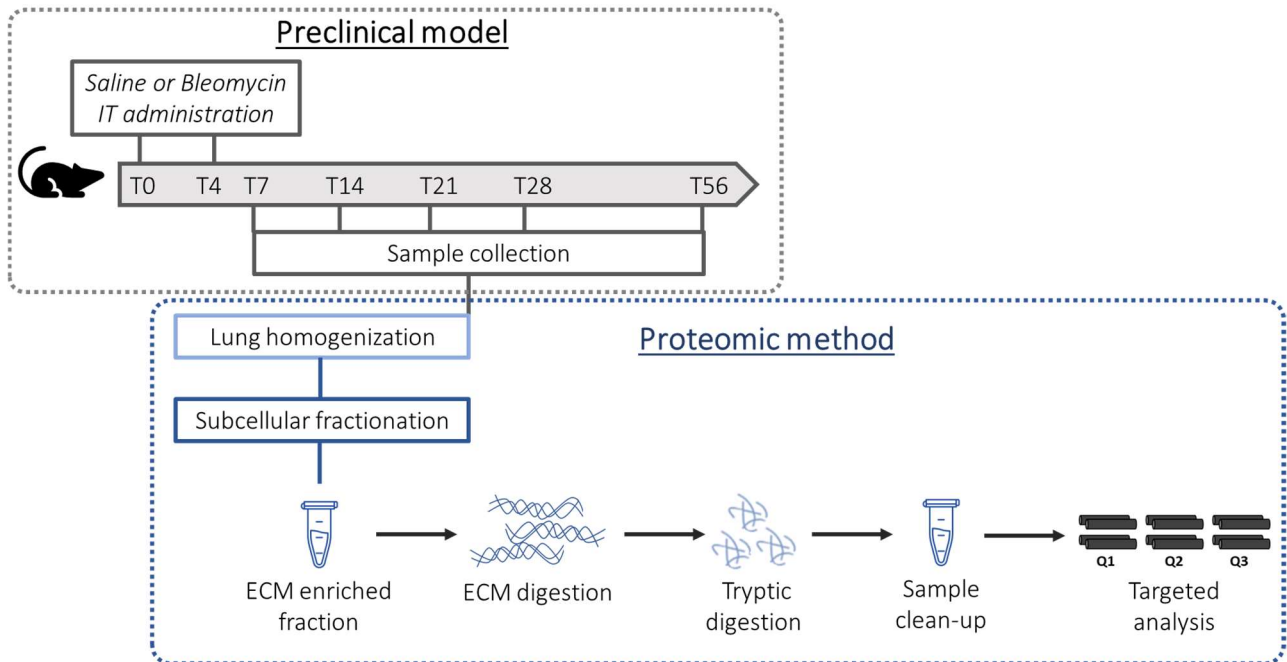 Preclinical model
Saline or Bleomycin
IT administration
T0 T4 T7 T14 T21 T28 T56
Sample collection
Lung homogenization
Proteomic method
Subcellular fractionation
ECM enriched
fraction
ECM digestion
Tryptic
digestion
Sample
clean-up
Q1 Q2 Q3
Targeted
analysis